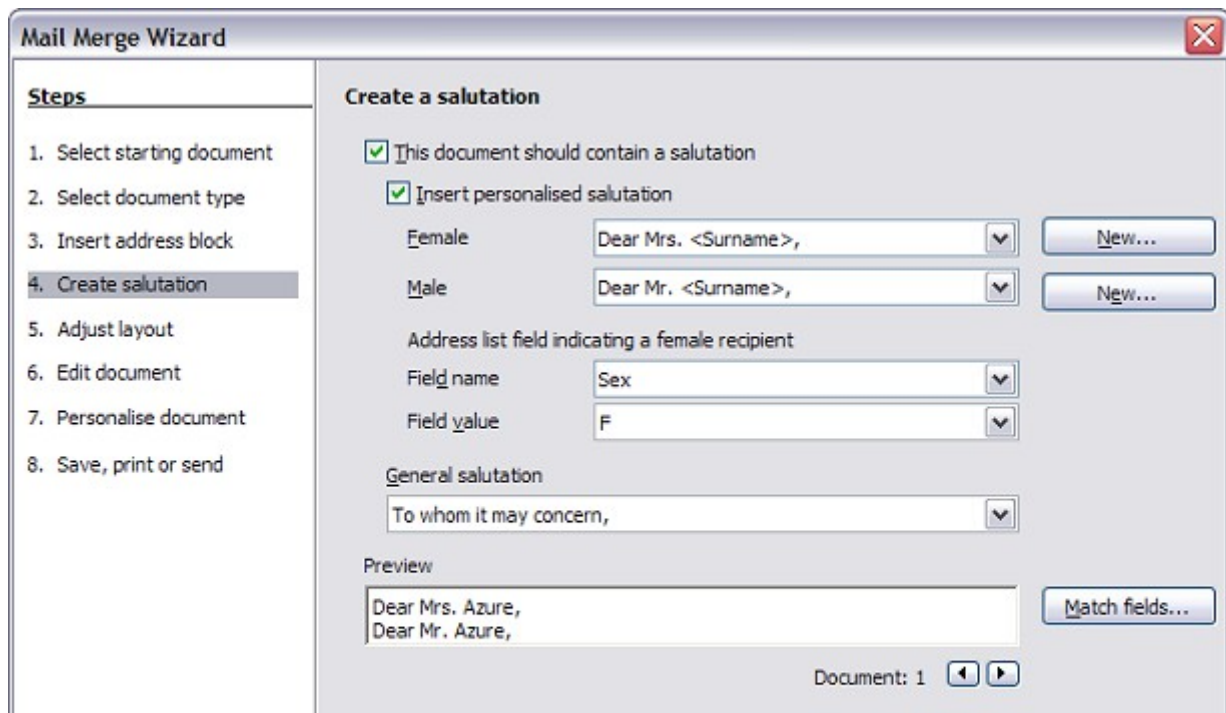 Mail Merge Wizard
Steps
1. Select starting document
2. Select document type
3. Insert address block
4. Create salutation
5. Adjust layout
6. Edit document
7. Personalise document
8. Save, print or send
Create a salutation
This document should contain a salutation
Insert personalised salutation
Female
Dear Mrs. <Surname>,
New...
Male
Dear Mr. <Surname>,
New...
Address list field indicating a female recipient
Field name
Sex
Field value
F
General salutation
To whom it may concern,
Preview
Dear Mrs. Azure,
Dear Mr. Azure,
Match fields...
Document: 1